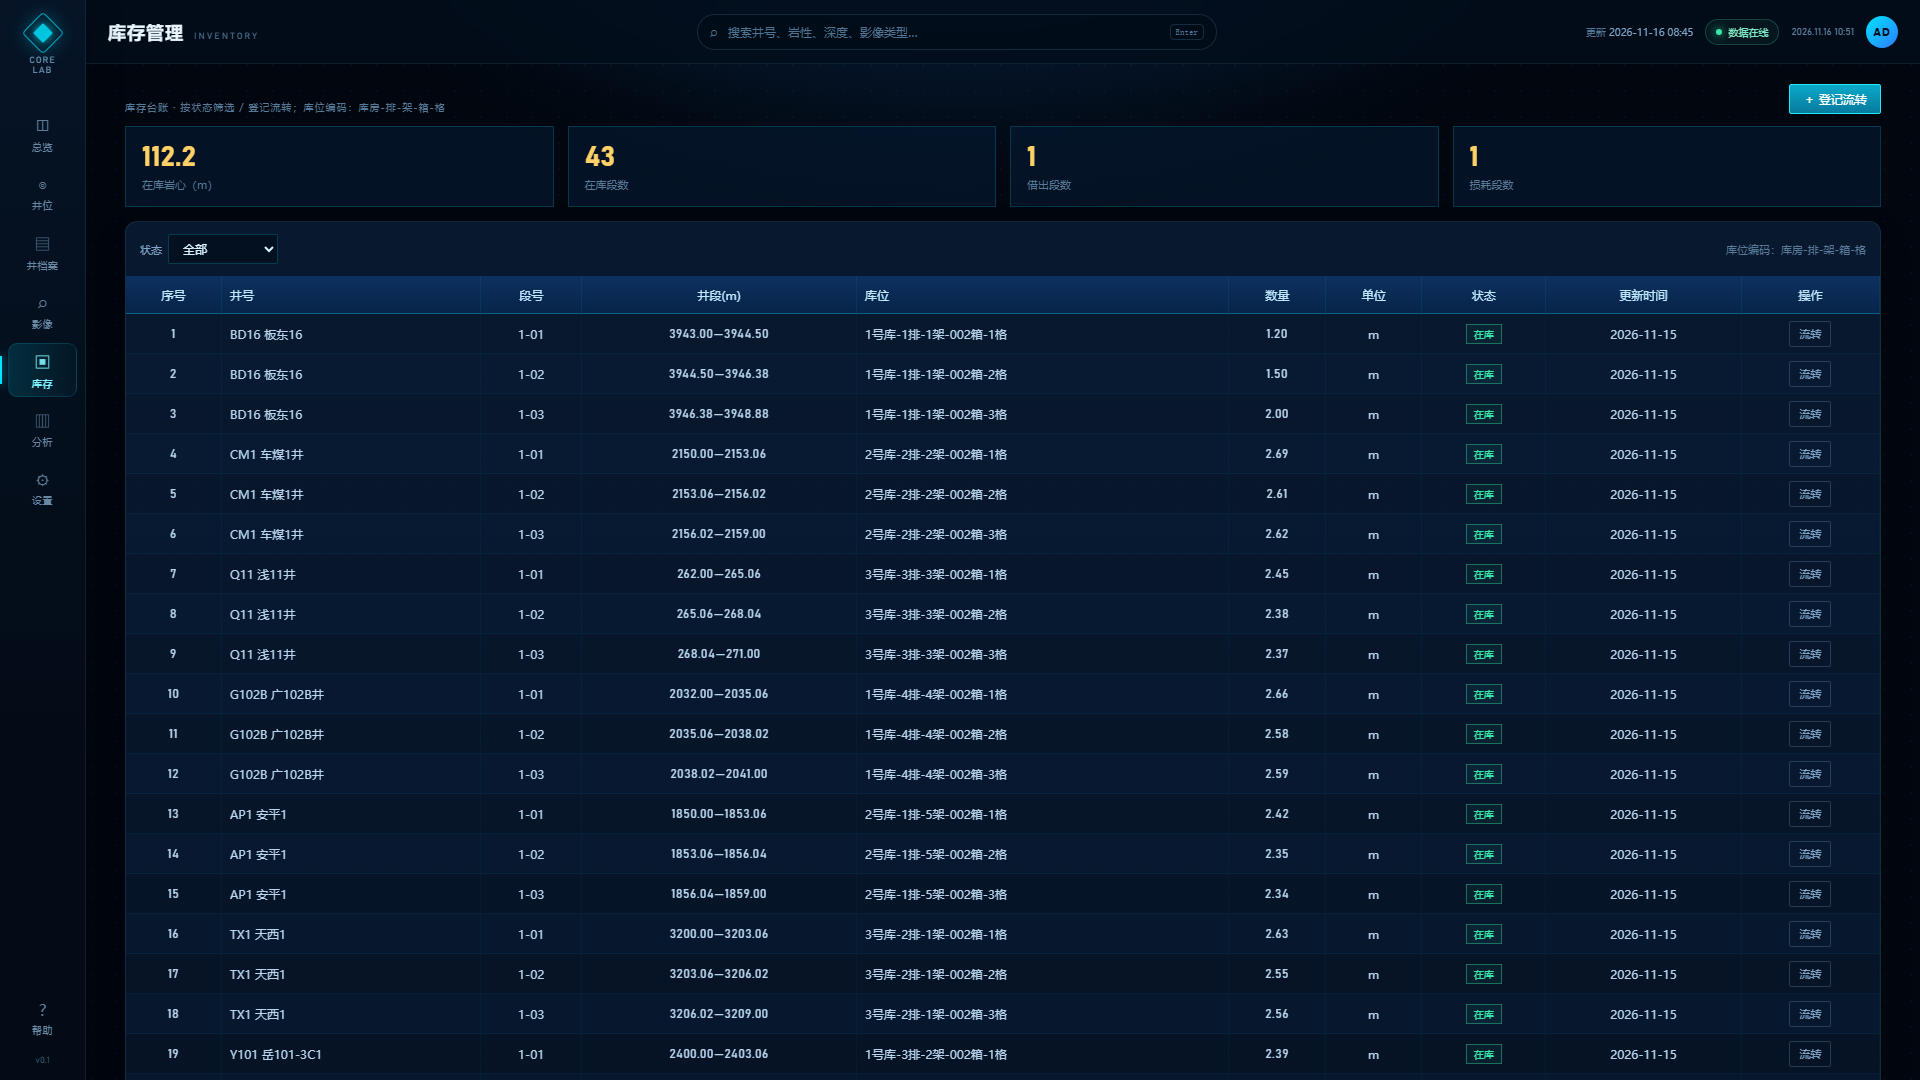 CORE
LAB
总览
井位
井档案
影像
库存
分析
设置
?
帮助
v0.1
库存管理 INVENTORY
搜索井号、岩性、深度、影像类型... Enter
更新 2026-11-16 08:45 数据在线 2026.11.16 10:51 AD
库存台账 · 按状态筛选 / 登记流转；库位编码：库房-排-架-箱-格
+ 登记流转
112.2
在库岩心（m）
43
在库段数
1
借出段数
1
损耗段数
状态 全部 库位编码：库房-排-架-箱-格
序号 井号 段号 井段(m) 库位 数量 单位 状态 更新时间 操作
1 BD16 板东16 1-01 3943.00—3944.50 1号库-1排-1架-002箱-1格 1.20 m 在库 2026-11-15 流转
2 BD16 板东16 1-02 3944.50—3946.38 1号库-1排-1架-002箱-2格 1.50 m 在库 2026-11-15 流转
3 BD16 板东16 1-03 3946.38—3948.88 1号库-1排-1架-002箱-3格 2.00 m 在库 2026-11-15 流转
4 CM1 车煤1井 1-01 2150.00—2153.06 2号库-2排-2架-002箱-1格 2.69 m 在库 2026-11-15 流转
5 CM1 车煤1井 1-02 2153.06—2156.02 2号库-2排-2架-002箱-2格 2.61 m 在库 2026-11-15 流转
6 CM1 车煤1井 1-03 2156.02—2159.00 2号库-2排-2架-002箱-3格 2.62 m 在库 2026-11-15 流转
7 Q11 浅11井 1-01 262.00—265.06 3号库-3排-3架-002箱-1格 2.45 m 在库 2026-11-15 流转
8 Q11 浅11井 1-02 265.06—268.04 3号库-3排-3架-002箱-2格 2.38 m 在库 2026-11-15 流转
9 Q11 浅11井 1-03 268.04—271.00 3号库-3排-3架-002箱-3格 2.37 m 在库 2026-11-15 流转
10 G102B 广102B井 1-01 2032.00—2035.06 1号库-4排-4架-002箱-1格 2.66 m 在库 2026-11-15 流转
11 G102B 广102B井 1-02 2035.06—2038.02 1号库-4排-4架-002箱-2格 2.58 m 在库 2026-11-15 流转
12 G102B 广102B井 1-03 2038.02—2041.00 1号库-4排-4架-002箱-3格 2.59 m 在库 2026-11-15 流转
13 AP1 安平1 1-01 1850.00—1853.06 2号库-1排-5架-002箱-1格 2.42 m 在库 2026-11-15 流转
14 AP1 安平1 1-02 1853.06—1856.04 2号库-1排-5架-002箱-2格 2.35 m 在库 2026-11-15 流转
15 AP1 安平1 1-03 1856.04—1859.00 2号库-1排-5架-002箱-3格 2.34 m 在库 2026-11-15 流转
16 TX1 天西1 1-01 3200.00—3203.06 3号库-2排-1架-002箱-1格 2.63 m 在库 2026-11-15 流转
17 TX1 天西1 1-02 3203.06—3206.02 3号库-2排-1架-002箱-2格 2.55 m 在库 2026-11-15 流转
18 TX1 天西1 1-03 3206.02—3209.00 3号库-2排-1架-002箱-3格 2.56 m 在库 2026-11-15 流转
19 Y101 岳101-3C1 1-01 2400.00—2403.06 1号库-3排-2架-002箱-1格 2.39 m 在库 2026-11-15 流转